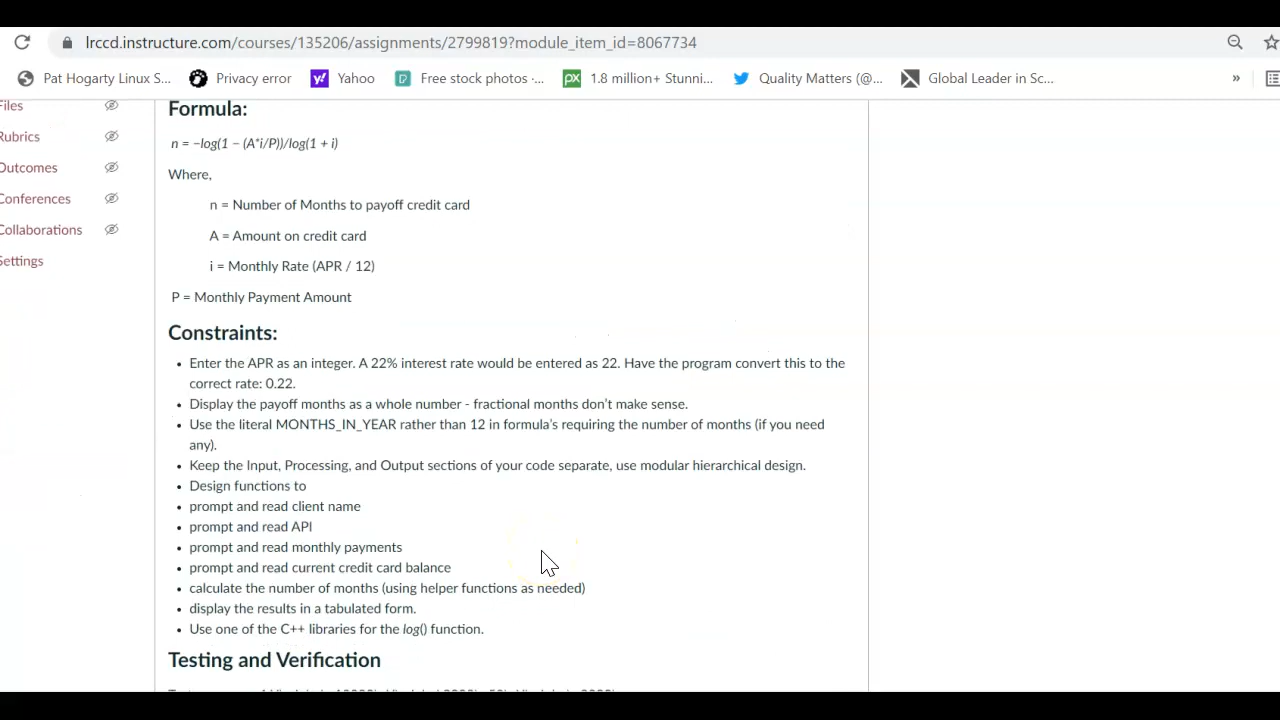 lrccd.instructure.com/courses/135206/assignments/2799819?module_item_id=8067734
Pat Hogarty Linux S... Privacy error Yahoo Free stock photos ·... 1.8 million+ Stunni... Quality Matters (@... Global Leader in Sc... »
Files
Rubrics
Outcomes
Conferences
Collaborations
Settings
Formula:
n = −log(1 − (A*i/P))/log(1 + i)
Where,
n = Number of Months to payoff credit card
A = Amount on credit card
i = Monthly Rate (APR / 12)
P = Monthly Payment Amount
Constraints:
• Enter the APR as an integer. A 22% interest rate would be entered as 22. Have the program convert this to the
correct rate: 0.22.
• Display the payoff months as a whole number - fractional months don't make sense.
• Use the literal MONTHS_IN_YEAR rather than 12 in formula's requiring the number of months (if you need
any).
• Keep the Input, Processing, and Output sections of your code separate, use modular hierarchical design.
• Design functions to
• prompt and read client name
• prompt and read API
• prompt and read monthly payments
• prompt and read current credit card balance
• calculate the number of months (using helper functions as needed)
• display the results in a tabulated form.
• Use one of the C++ libraries for the log() function.
Testing and Verification